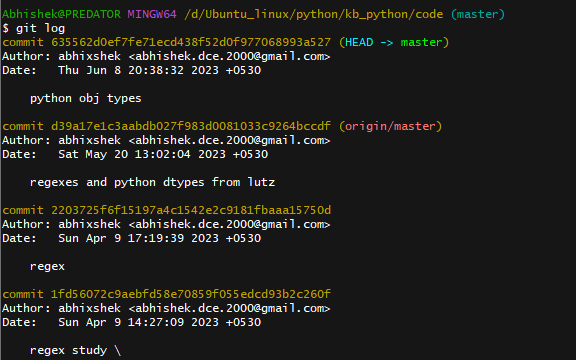 Abhishek@PREDATOR MINGW64 /d/Ubuntu_linux/python/kb_python/code (master)
$ git log
commit 635562d0ef7fe71ecd438f52d0f977068993a527 (HEAD -> master)
Author: abhixshek <abhishek.dce.2000@gmail.com>
Date:   Thu Jun 8 20:38:32 2023 +0530

    python obj types

commit d39a17e1c3aabdb027f983d0081033c9264bccdf (origin/master)
Author: abhixshek <abhishek.dce.2000@gmail.com>
Date:   Sat May 20 13:02:04 2023 +0530

    regexes and python dtypes from lutz

commit 2203725f6f15197a4c1542e2c9181fbaaa15750d
Author: abhixshek <abhishek.dce.2000@gmail.com>
Date:   Sun Apr 9 17:19:39 2023 +0530

    regex

commit 1fd56072c9aebfd58e70859f055edcd93b2c260f
Author: abhixshek <abhishek.dce.2000@gmail.com>
Date:   Sun Apr 9 14:27:09 2023 +0530

    regex study \